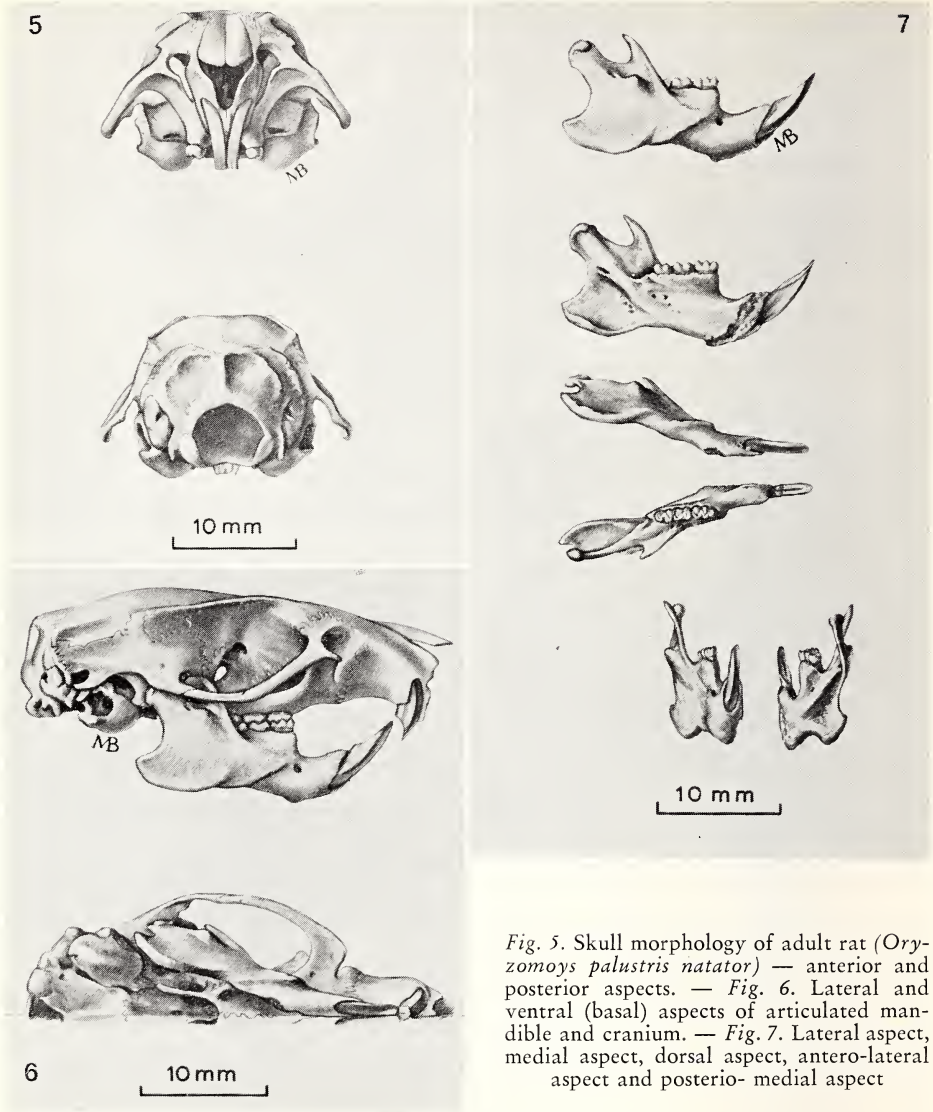 5
MB
10 mm
MB
6
10 mm
7
MB
10 mm
Fig. 5. Skull morphology of adult rat (Ory-
zomoys palustris natator) — anterior and
posterior aspects. — Fig. 6. Lateral and
ventral (basal) aspects of articulated man-
dible and cranium. — Fig. 7. Lateral aspect,
medial aspect, dorsal aspect, antero-lateral
aspect and posterio- medial aspect